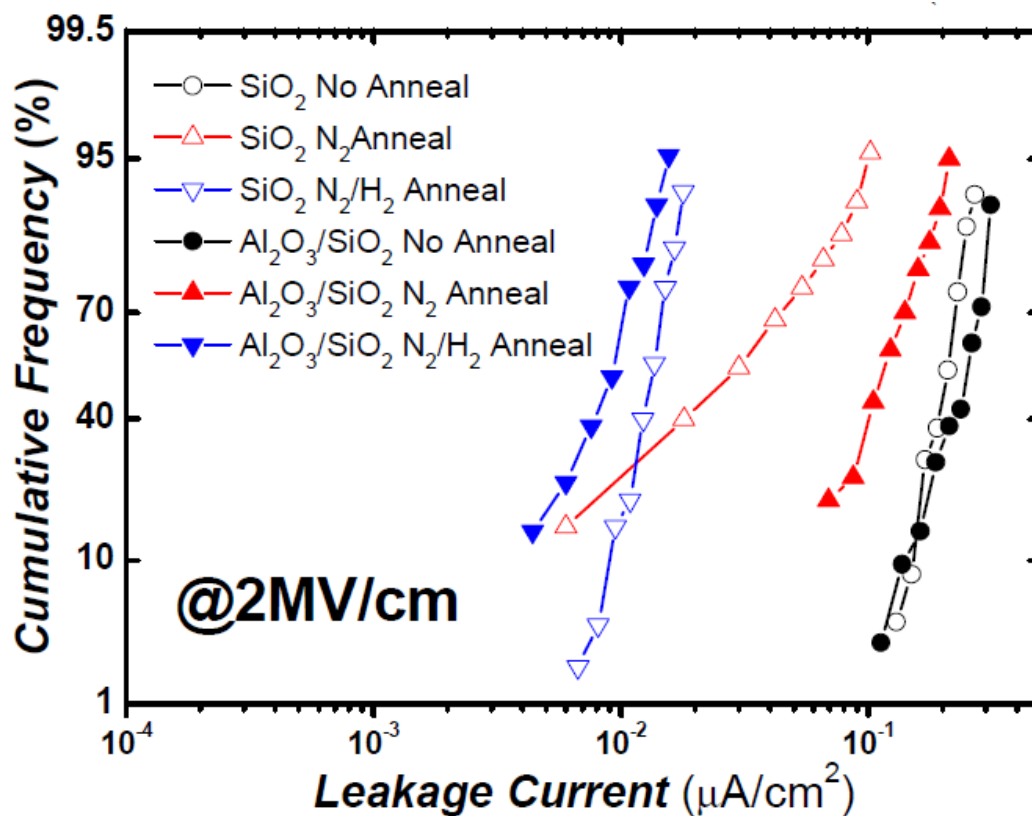 99.5
95
70
40
10
1
Cumulative Frequency (%)
SiO₂ No Anneal
SiO₂ N₂Anneal
SiO₂ N₂/H₂ Anneal
Al₂O₃/SiO₂ No Anneal
Al₂O₃/SiO₂ N₂ Anneal
Al₂O₃/SiO₂ N₂/H₂ Anneal
@2MV/cm
10⁻⁴ 10⁻³ 10⁻² 10⁻¹
Leakage Current (μA/cm²)